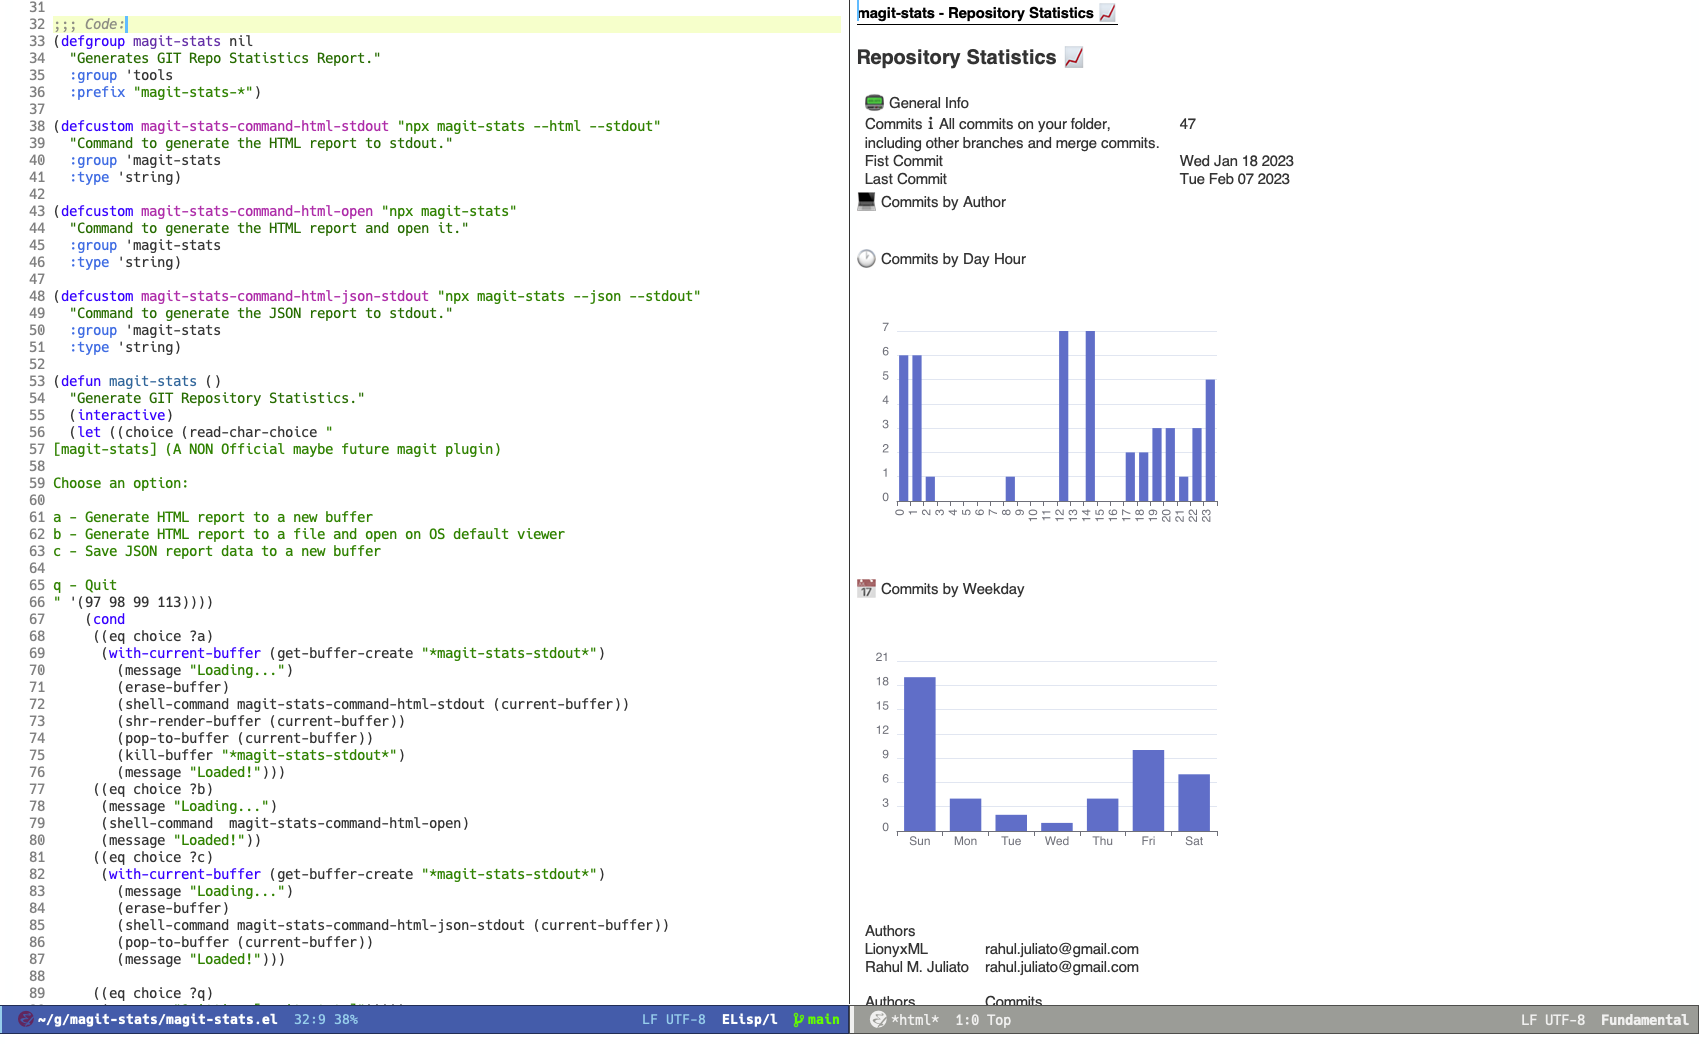 31
32 ;;; Code:
33 (defgroup magit-stats nil
34   "Generates GIT Repo Statistics Report."
35   :group 'tools
36   :prefix "magit-stats-*")
37
38 (defcustom magit-stats-command-html-stdout "npx magit-stats --html --stdout"
39   "Command to generate the HTML report to stdout."
40   :group 'magit-stats
41   :type 'string)
42
43 (defcustom magit-stats-command-html-open "npx magit-stats"
44   "Command to generate the HTML report and open it."
45   :group 'magit-stats
46   :type 'string)
47
48 (defcustom magit-stats-command-html-json-stdout "npx magit-stats --json --stdout"
49   "Command to generate the JSON report to stdout."
50   :group 'magit-stats
51   :type 'string)
52
53 (defun magit-stats ()
54   "Generate GIT Repository Statistics."
55   (interactive)
56   (let ((choice (read-char-choice "
57 [magit-stats] (A NON Official maybe future magit plugin)
58
59 Choose an option:
60
61 a - Generate HTML report to a new buffer
62 b - Generate HTML report to a file and open on OS default viewer
63 c - Save JSON report data to a new buffer
64
65 q - Quit
66 " '(97 98 99 113))))
67     (cond
68      ((eq choice ?a)
69       (with-current-buffer (get-buffer-create "*magit-stats-stdout*")
70         (message "Loading...")
71         (erase-buffer)
72         (shell-command magit-stats-command-html-stdout (current-buffer))
73         (shr-render-buffer (current-buffer))
74         (pop-to-buffer (current-buffer))
75         (kill-buffer "*magit-stats-stdout*")
76         (message "Loaded!")))
77      ((eq choice ?b)
78       (message "Loading...")
79       (shell-command  magit-stats-command-html-open)
80       (message "Loaded!"))
81      ((eq choice ?c)
82       (with-current-buffer (get-buffer-create "*magit-stats-stdout*")
83         (message "Loading...")
84         (erase-buffer)
85         (shell-command magit-stats-command-html-json-stdout (current-buffer))
86         (pop-to-buffer (current-buffer))
87         (message "Loaded!")))
88
89      ((eq choice ?q)
~/g/magit-stats/magit-stats.el 32:9 38% LF UTF-8 ELisp/l main
magit-stats - Repository Statistics 📈
Repository Statistics 📈
General Info
Commits ℹ All commits on your folder, 47
including other branches and merge commits.
Fist Commit Wed Jan 18 2023
Last Commit Tue Feb 07 2023
Commits by Author
Commits by Day Hour
7
6
5
4
3
2
1
0
0 1 2 3 4 5 6 7 8 9 10 11 12 13 14 15 16 17 18 19 20 21 22 23
17 Commits by Weekday
21
18
15
12
9
6
3
0
Sun Mon Tue Wed Thu Fri Sat
Authors
LionyxML rahul.juliato@gmail.com
Rahul M. Juliato rahul.juliato@gmail.com
Authors Commits
*html* 1:0 Top LF UTF-8 Fundamental